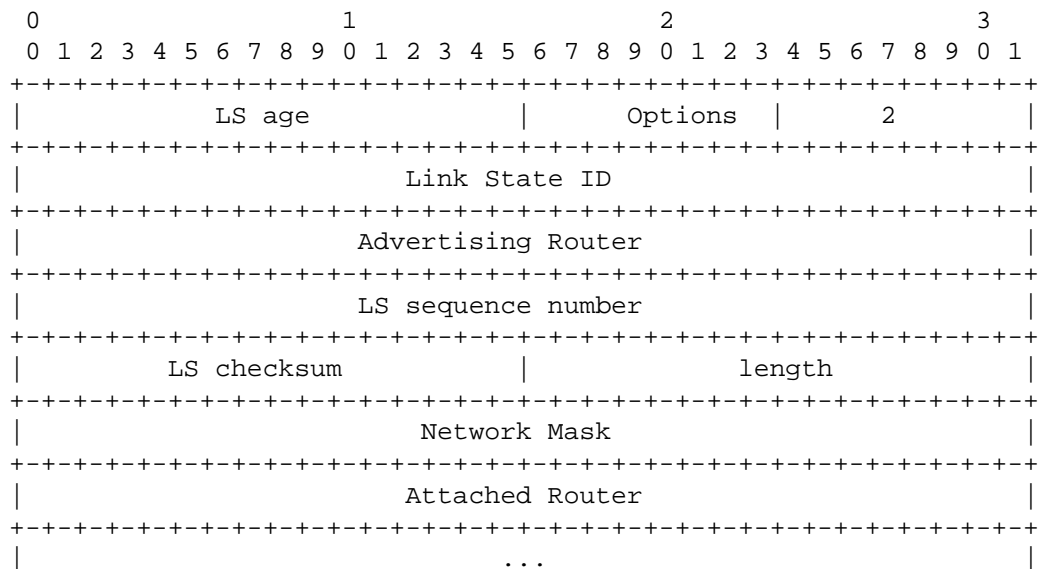 0                   1                   2                   3
 0 1 2 3 4 5 6 7 8 9 0 1 2 3 4 5 6 7 8 9 0 1 2 3 4 5 6 7 8 9 0 1
+-+-+-+-+-+-+-+-+-+-+-+-+-+-+-+-+-+-+-+-+-+-+-+-+-+-+-+-+-+-+-+-+
|            LS age             |      Options  |      2        |
+-+-+-+-+-+-+-+-+-+-+-+-+-+-+-+-+-+-+-+-+-+-+-+-+-+-+-+-+-+-+-+-+
|                        Link State ID                          |
+-+-+-+-+-+-+-+-+-+-+-+-+-+-+-+-+-+-+-+-+-+-+-+-+-+-+-+-+-+-+-+-+
|                     Advertising Router                        |
+-+-+-+-+-+-+-+-+-+-+-+-+-+-+-+-+-+-+-+-+-+-+-+-+-+-+-+-+-+-+-+-+
|                     LS sequence number                        |
+-+-+-+-+-+-+-+-+-+-+-+-+-+-+-+-+-+-+-+-+-+-+-+-+-+-+-+-+-+-+-+-+
|         LS checksum           |             length            |
+-+-+-+-+-+-+-+-+-+-+-+-+-+-+-+-+-+-+-+-+-+-+-+-+-+-+-+-+-+-+-+-+
|                         Network Mask                          |
+-+-+-+-+-+-+-+-+-+-+-+-+-+-+-+-+-+-+-+-+-+-+-+-+-+-+-+-+-+-+-+-+
|                        Attached Router                        |
+-+-+-+-+-+-+-+-+-+-+-+-+-+-+-+-+-+-+-+-+-+-+-+-+-+-+-+-+-+-+-+-+
|                              ...                              |